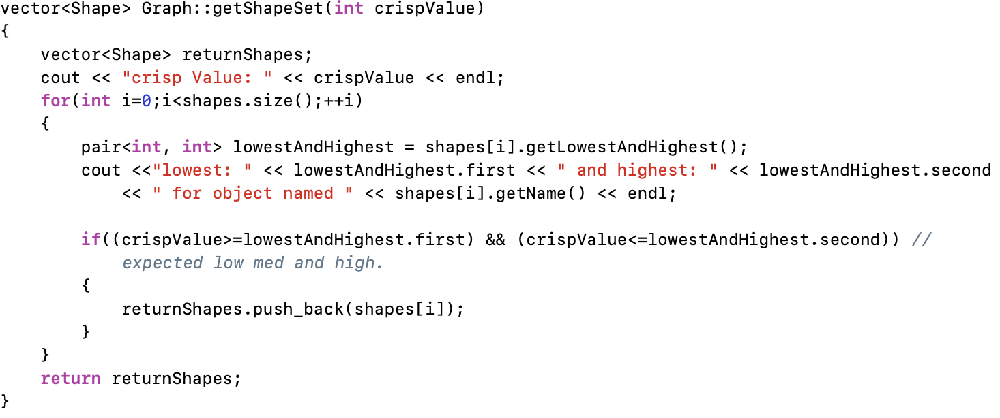 vector<Shape> Graph::getShapeSet(int crispValue)
{
    vector<Shape> returnShapes;
    cout << "crisp Value: " << crispValue << endl;
    for(int i=0;i<shapes.size();++i)
    {
        pair<int, int> lowestAndHighest = shapes[i].getLowestAndHighest();
        cout <<"lowest: " << lowestAndHighest.first << " and highest: " << lowestAndHighest.second
            << " for object named " << shapes[i].getName() << endl;

        if((crispValue>=lowestAndHighest.first) && (crispValue<=lowestAndHighest.second)) //
            expected low med and high.
        {
            returnShapes.push_back(shapes[i]);
        }
    }
    return returnShapes;
}